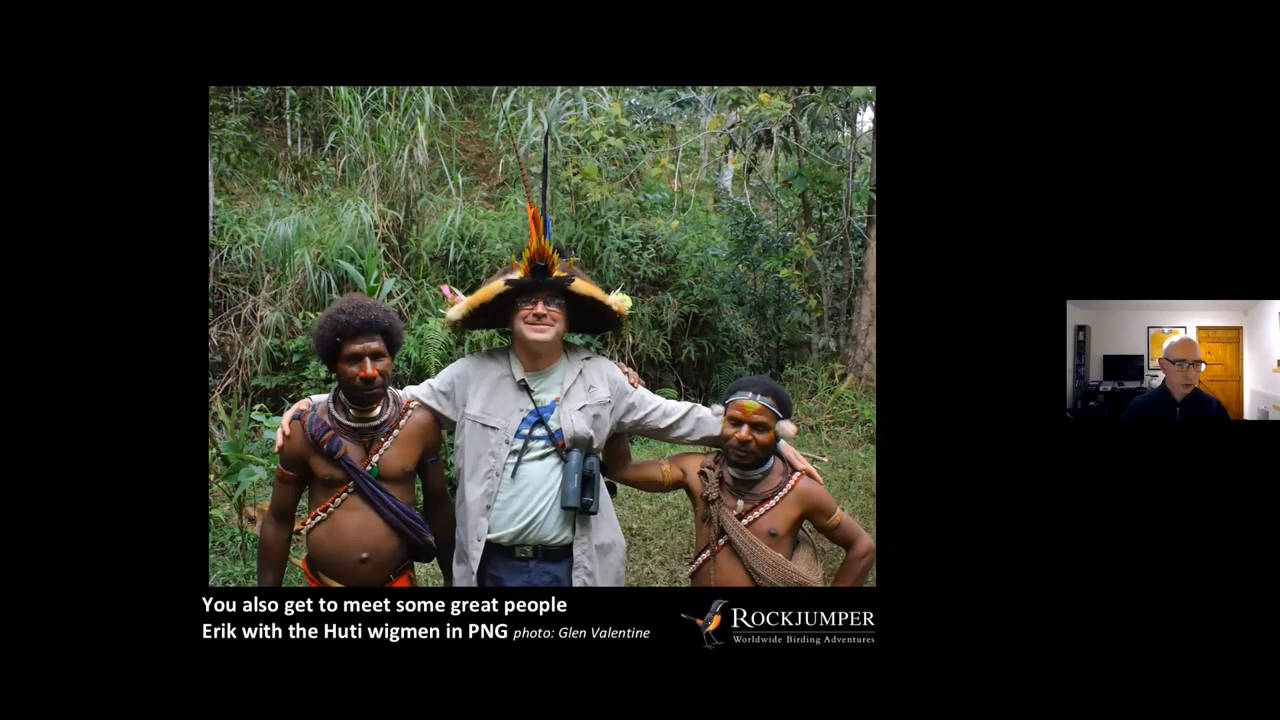 You also get to meet some great people
Erik with the Huti wigmen in PNG photo: Glen Valentine
ROCKJUMPER
Worldwide Birding Adventures